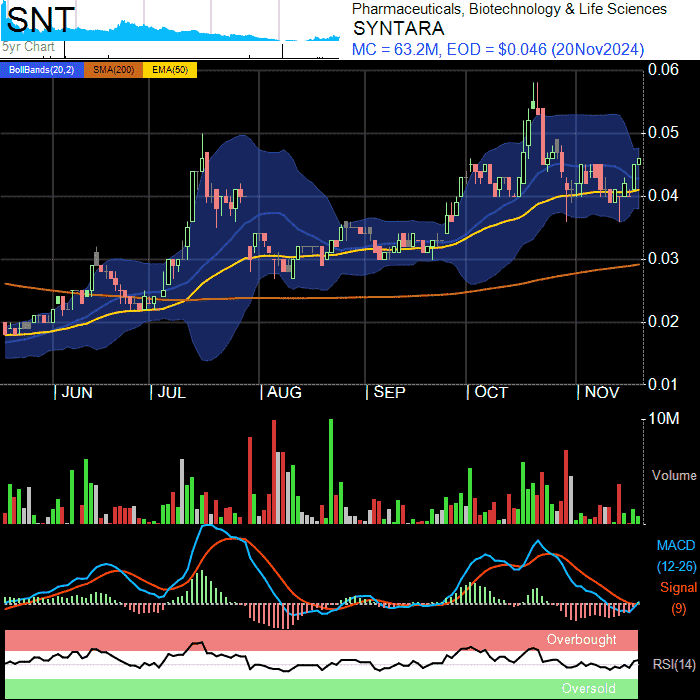 SNT
5yr Chart
Pharmaceuticals, Biotechnology & Life Sciences
SYNTARA
MC = 63.2M, EOD = $0.046 (20Nov2024)
BollBands(20,2) SMA(200) EMA(50)
0.06
0.05
0.04
0.03
0.02
0.01
JUN JUL AUG SEP OCT NOV
10M
Volume
MACD
(12-26)
Signal
(9)
Overbought
RSI(14)
Oversold